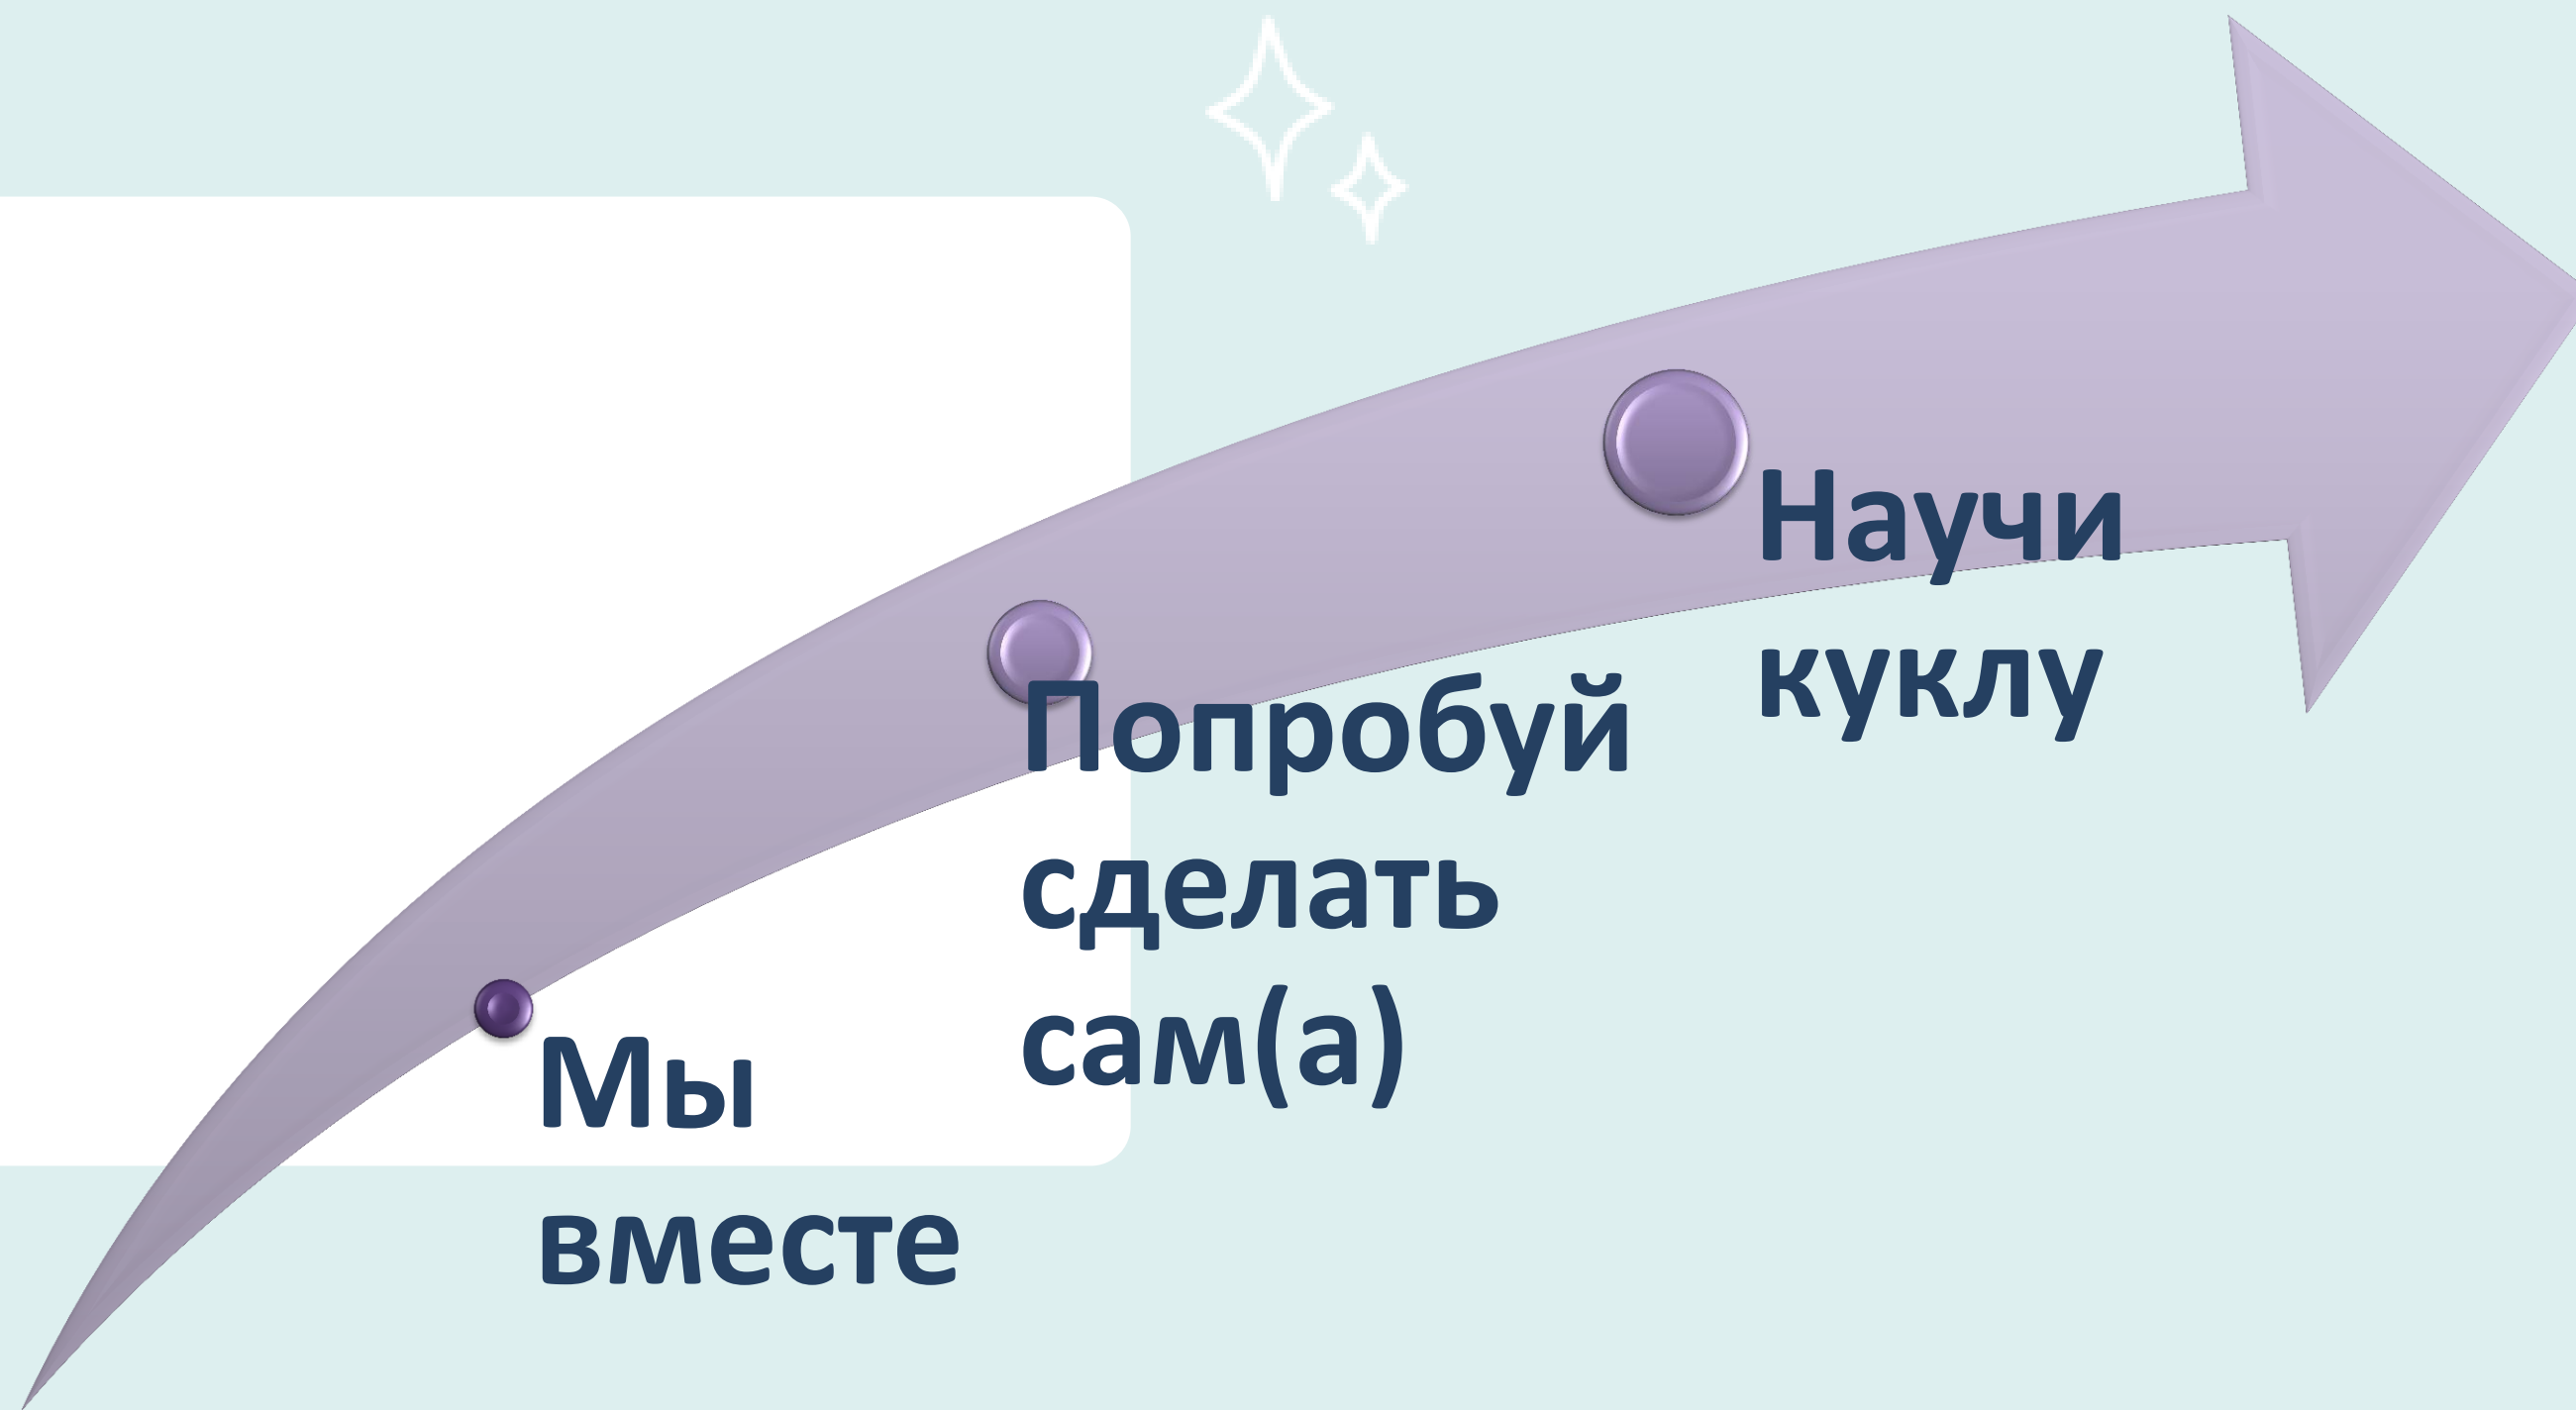 Мы
вместе
Попробуй
сделать
сам(а)
Научи
куклу